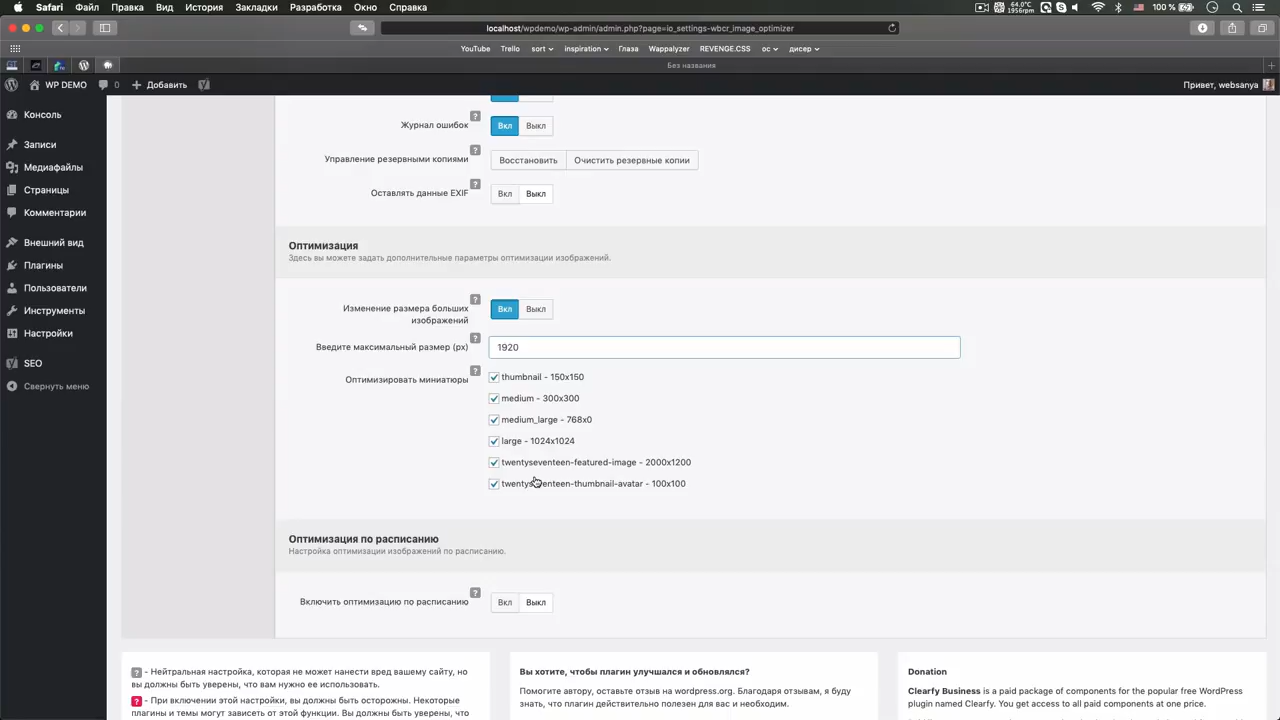 Safari Файл Правка Вид История Закладки Разработка Окно Справка
64.0°C
1956rpm
100 %
localhost/wpdemo/wp-admin/admin.php?page=io_settings-wbcr_image_optimizer
YouTube Trello sort inspiration Глаза Wappalyzer REVENGE.CSS ос дисер
Без названия
WP DEMO 0 + Добавить
Привет, websanya
Консоль
Записи
Медиафайлы
Страницы
Комментарии
Внешний вид
Плагины
Пользователи
Инструменты
Настройки
SEO
Свернуть меню
Журнал ошибок ? Вкл Выкл
Управление резервными копиями ? Восстановить Очистить резервные копии
Оставлять данные EXIF ? Вкл Выкл
Оптимизация
Здесь вы можете задать дополнительные параметры оптимизации изображений.
Изменение размера больших
изображений ? Вкл Выкл
Введите максимальный размер (px) ? 1920
Оптимизировать миниатюры ? thumbnail - 150x150
medium - 300x300
medium_large - 768x0
large - 1024x1024
twentyseventeen-featured-image - 2000x1200
twentyseventeen-thumbnail-avatar - 100x100
Оптимизация по расписанию
Настройка оптимизации изображений по расписанию.
Включить оптимизацию по расписанию ? Вкл Выкл
? - Нейтральная настройка, которая не может нанести вред вашему сайту, но
вы должны быть уверены, что вам нужно ее использовать.
? - При включении этой настройки, вы должны быть осторожны. Некоторые
плагины и темы могут зависеть от этой функции. Вы должны быть уверены, что
Вы хотите, чтобы плагин улучшался и обновлялся?
Помогите автору, оставьте отзыв на wordpress.org. Благодаря отзывам, я буду
знать, что плагин действительно полезен для вас и необходим.
Donation
Clearfy Business is a paid package of components for the popular free WordPress
plugin named Clearfy. You get access to all paid components at one price.